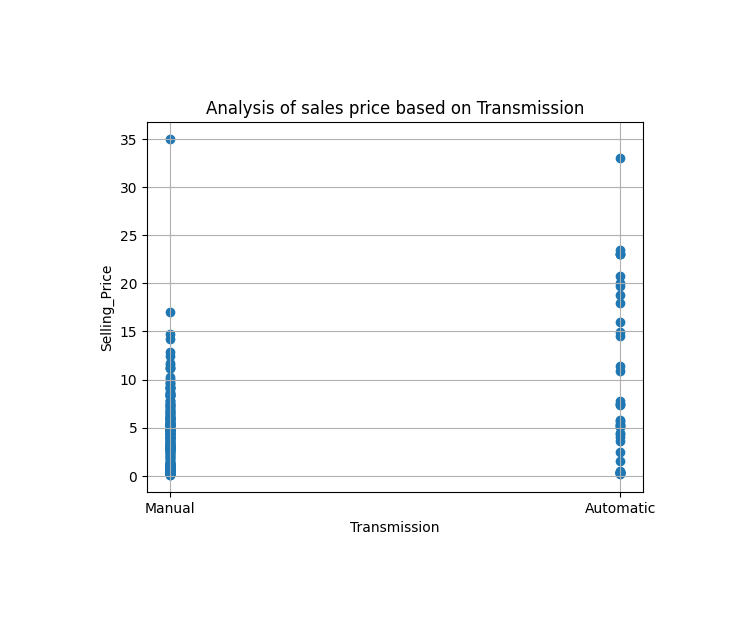 Analysis of sales price based on Transmission
35
30
25
20
15
10
5
0
Selling_Price
Manual
Automatic
Transmission